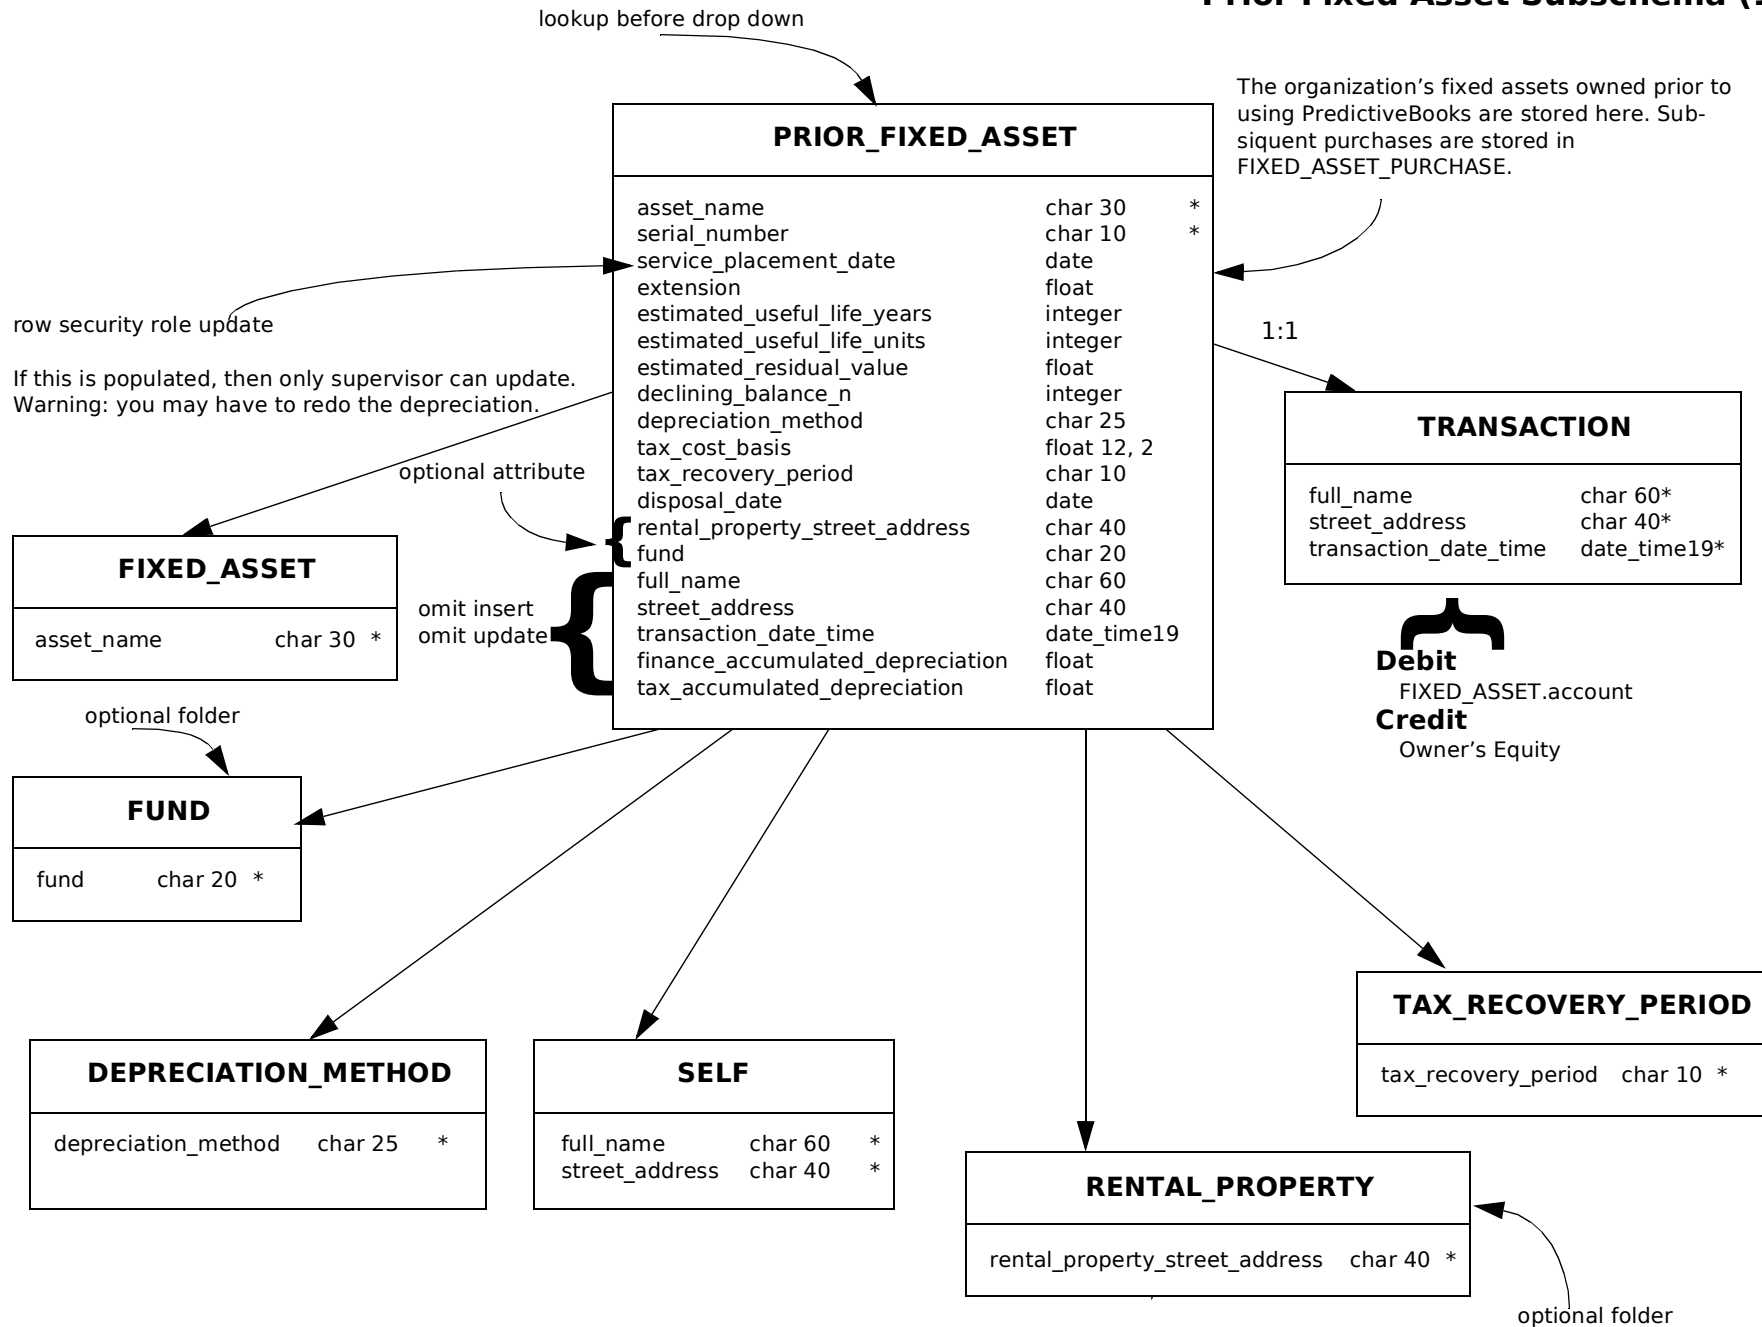 Prior Fixed Asset Subschema (
lookup before drop down
The organization’s fixed assets owned prior to
using PredictiveBooks are stored here. Sub-
siquent purchases are stored in
FIXED_ASSET_PURCHASE.
PRIOR_FIXED_ASSET
asset_name char 30 *
serial_number char 10 *
service_placement_date date
extension float
estimated_useful_life_years integer
estimated_useful_life_units integer
estimated_residual_value float
declining_balance_n integer
depreciation_method char 25
tax_cost_basis float 12, 2
tax_recovery_period char 10
disposal_date date
rental_property_street_address char 40
fund char 20
full_name char 60
street_address char 40
transaction_date_time date_time19
finance_accumulated_depreciation float
tax_accumulated_depreciation float
row security role update
If this is populated, then only supervisor can update.
Warning: you may have to redo the depreciation.
optional attribute
omit insert
omit update
1:1
TRANSACTION
full_name char 60*
street_address char 40*
transaction_date_time date_time19*
Debit
FIXED_ASSET.account
Credit
Owner’s Equity
FIXED_ASSET
asset_name char 30 *
optional folder
FUND
fund char 20 *
DEPRECIATION_METHOD
depreciation_method char 25 *
SELF
full_name char 60 *
street_address char 40 *
TAX_RECOVERY_PERIOD
tax_recovery_period char 10 *
RENTAL_PROPERTY
rental_property_street_address char 40 *
optional folder